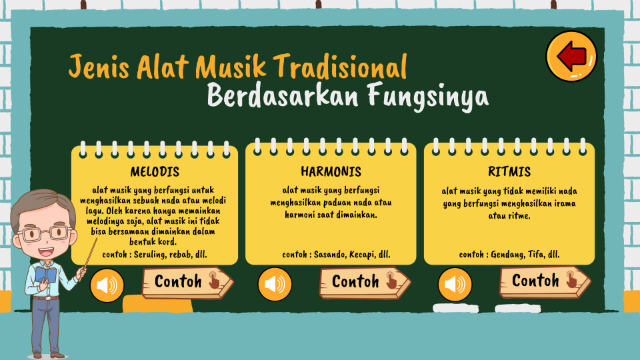 Jenis Alat Musik Tradisional
Berdasarkan Fungsinya
MELODIS
alat musik yang berfungsi untuk
menghasilkan sebuah nada atau melodi
lagu. Oleh karena hanya memainkan
melodinya saja, alat musik ini tidak
bisa bersamaan dimainkan dalam
bentuk kord.
contoh : Seruling, rebab, dll.
Contoh
HARMONIS
alat musik yang berfungsi
menghasilkan paduan nada atau
harmoni saat dimainkan.
contoh : Sasando, Kecapi, dll.
Contoh
RITMIS
alat musik yang tidak memiliki nada
yang berfungsi menghasilkan irama
atau ritme.
contoh : Gendang, Tifa, dll.
Contoh